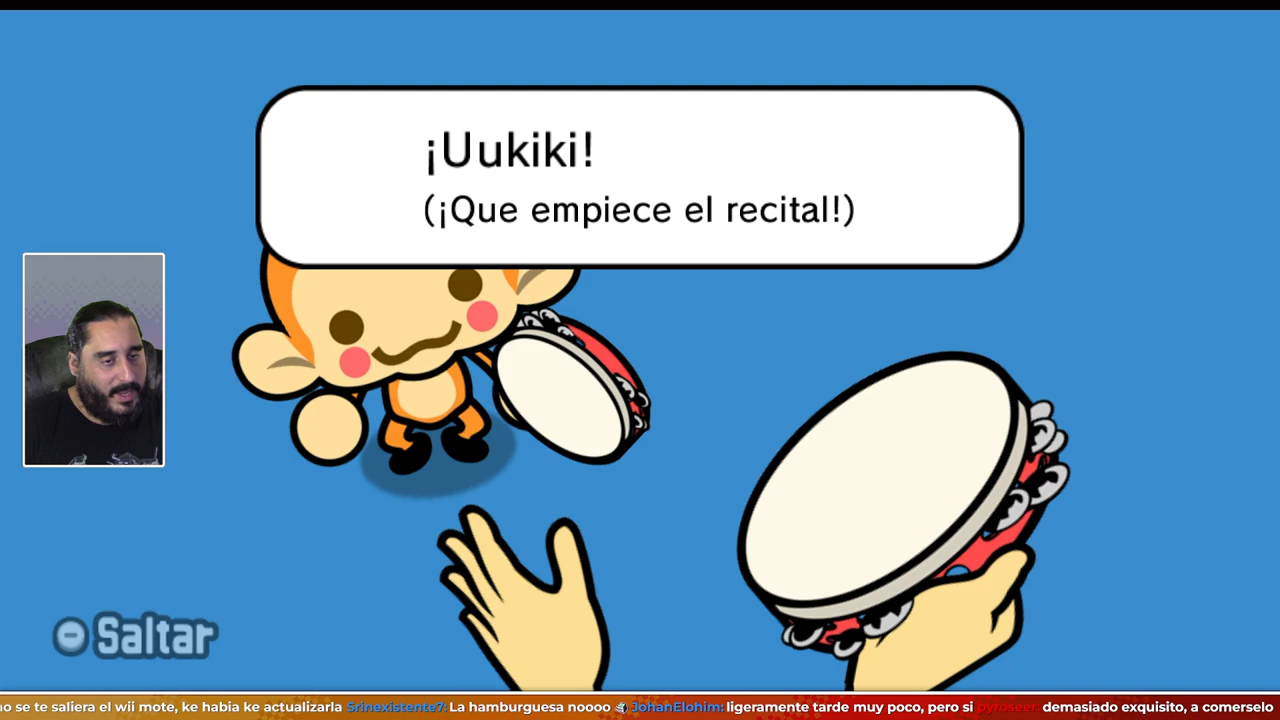 ¡Uukiki!
(¡Que empiece el recital!)
Saltar
no se te saliera el wii mote, ke habia ke actualizarla Srinexistente7: La hamburguesa noooo JohanElohim: ligeramente tarde muy poco, pero si pyroseer: demasiado exquisito, a comerselo